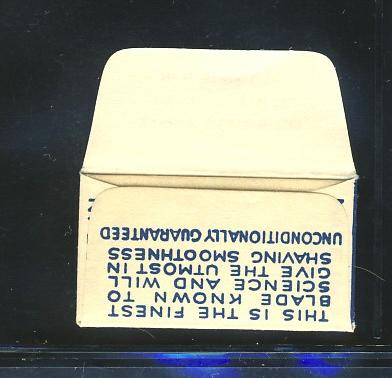 THIS IS THE FINEST
BLADE KNOWN TO
SCIENCE AND WILL
GIVE THE UTMOST IN
SHAVING SMOOTHNESS
UNCONDITIONALLY GUARANTEED